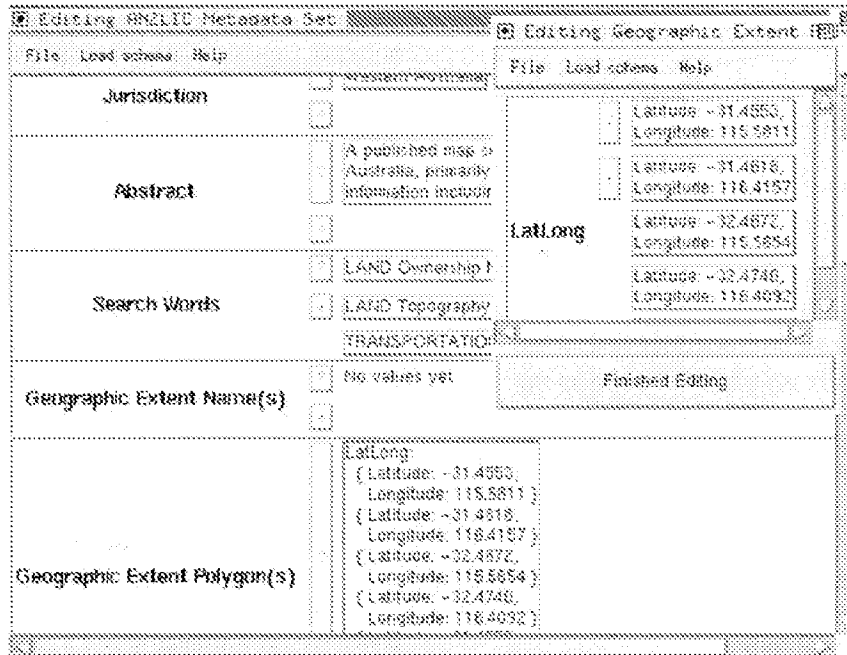 Editing ANZLIC Metadata Set
File Load schema Help
Jurisdiction
Abstract
A published map
Australia, primarily
information includin
Search Words
LAND Ownership
LAND Topography
TRANSPORTATIO
Geographic Extent Name(s)
No values yet
Geographic Extent Polygon(s)
LatLong:
{ Latitude: -31.4553,
Longitude: 115.5811 }
{ Latitude: -31.4818,
Longitude: 116.4157 }
{ Latitude: -32.4872,
Longitude: 115.5654 }
{ Latitude: -32.4746,
Longitude: 116.4092 }
Editing Geographic Extent
File Load schema Help
LatLong
Latitude: -31.4553,
Longitude: 115.5811
Latitude: -31.4818,
Longitude: 116.4157
Latitude: -32.4872,
Longitude: 115.5654
Latitude: -32.4746,
Longitude: 116.4092
Finished Editing